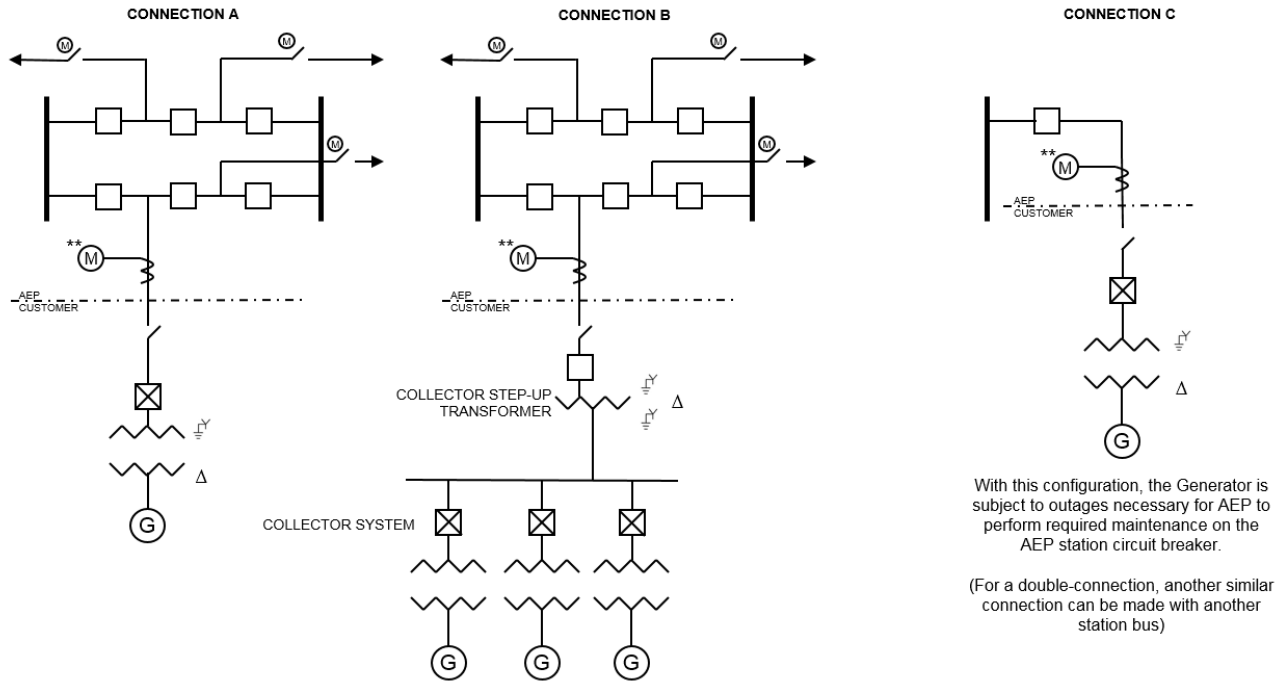 CONNECTION A
CONNECTION B
CONNECTION C
M
M
M
**
M
AEP
CUSTOMER
Y
Δ
G
M
M
M
**
M
AEP
CUSTOMER
COLLECTOR STEP-UP
TRANSFORMER
Y
Y
Δ
COLLECTOR SYSTEM
G
G
G
**
M
AEP
CUSTOMER
Y
Δ
G
With this configuration, the Generator is
subject to outages necessary for AEP to
perform required maintenance on the
AEP station circuit breaker.
(For a double-connection, another similar
connection can be made with another
station bus)